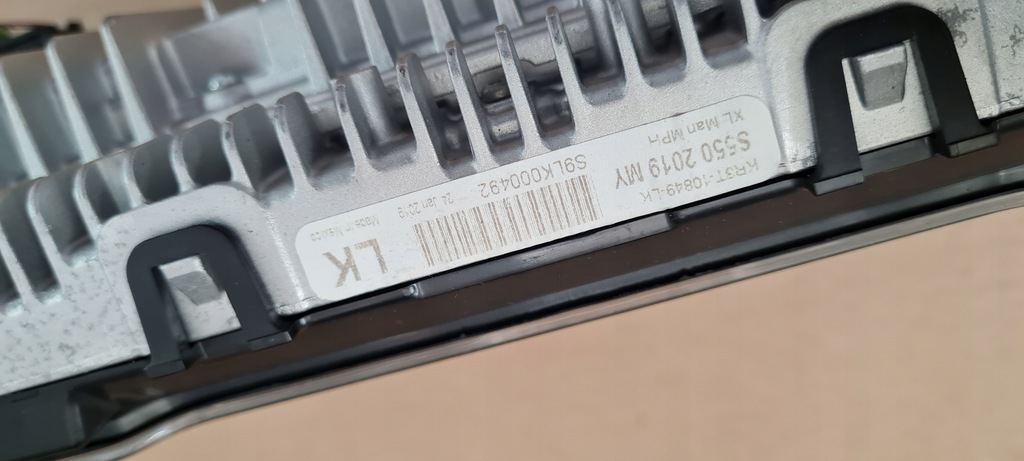 KR3T-10849-LK
S550 2019 MY
XL Man MPH
S9LK000492
24 Jan 2019
Made in Mexico
LK